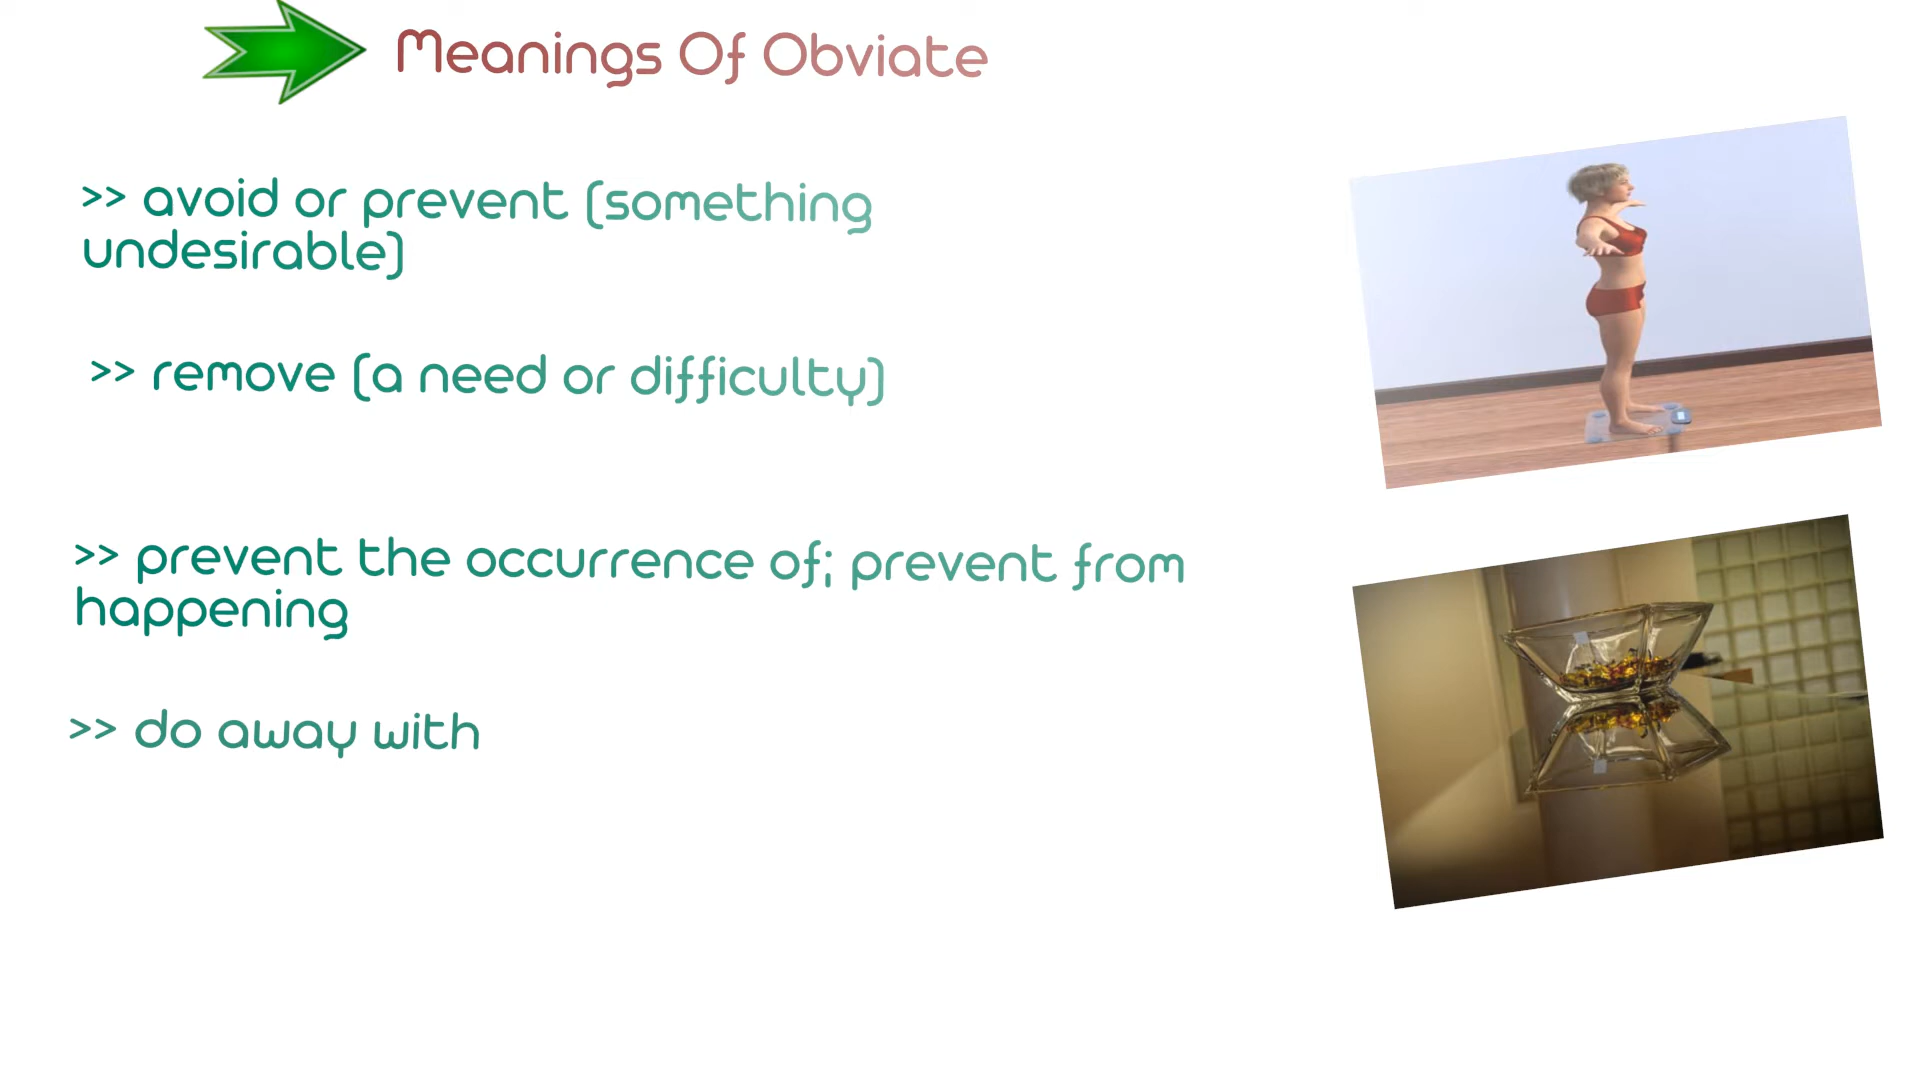 Meanings Of Obviate
>> avoid or prevent (something
undesirable)
>> remove (a need or difficulty)
>> prevent the occurrence of; prevent from
happening
>> do away with